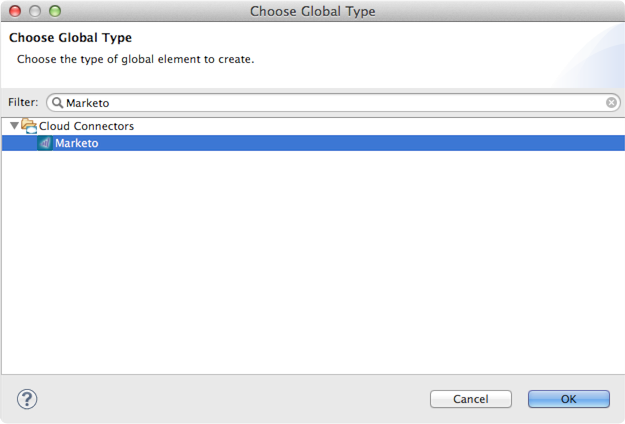 Choose Global Type
Choose Global Type
Choose the type of global element to create.
Filter: Marketo
Cloud Connectors
Marketo
? Cancel OK